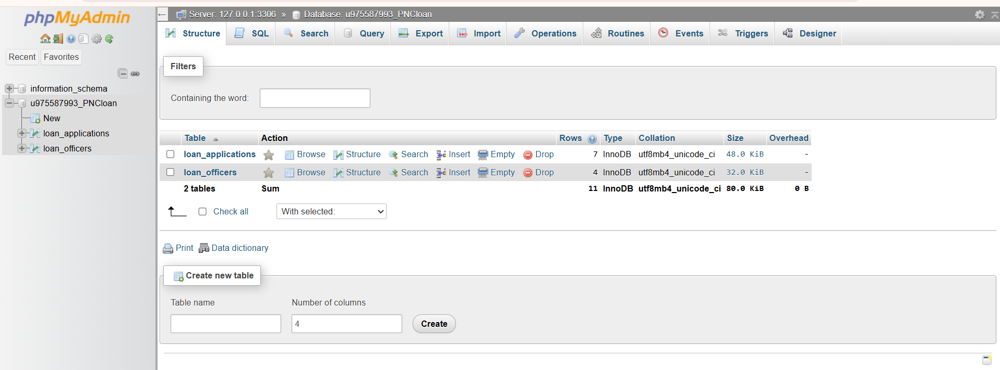 phpMyAdmin
Recent Favorites
information_schema
u975587993_PNCloan
New
loan_applications
loan_officers
Server: 127.0.0.1:3306 » Database: u975587993_PNCloan
Structure SQL Search Query Export Import Operations Routines Events Triggers Designer
Filters
Containing the word:
Table Action Rows Type Collation Size Overhead
loan_applications Browse Structure Search Insert Empty Drop 7 InnoDB utf8mb4_unicode_ci 48.0 KiB -
loan_officers Browse Structure Search Insert Empty Drop 4 InnoDB utf8mb4_unicode_ci 32.0 KiB -
2 tables Sum 11 InnoDB utf8mb4_unicode_ci 80.0 KiB 0 B
Check all With selected:
Print Data dictionary
Create new table
Table name Number of columns
4 Create